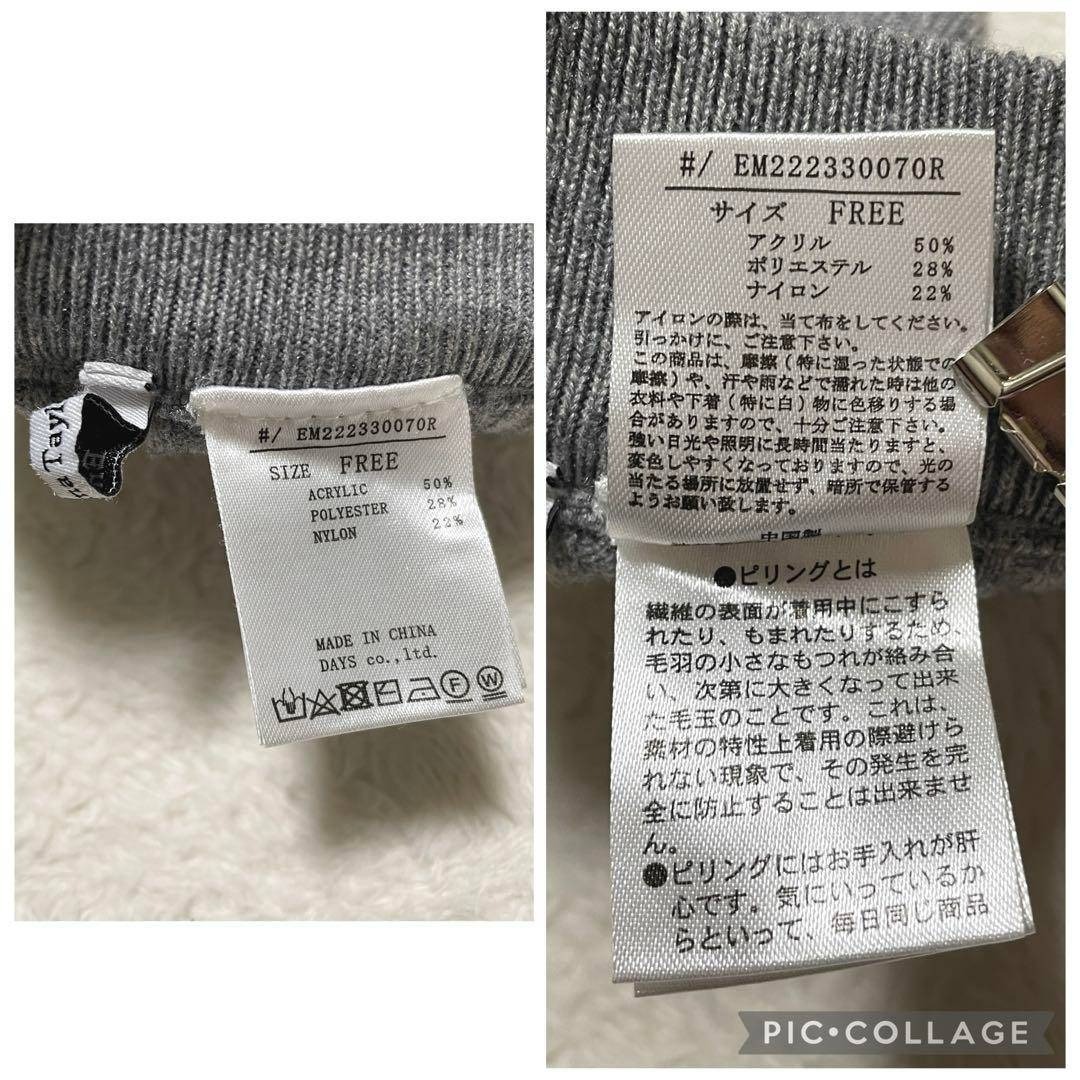 Tayl
#/ EM222330070R
SIZE FREE
ACRYLIC 50%
POLYESTER 28%
NYLON 22%
MADE IN CHINA
DAYS co.,ltd.
F W
#/ EM222330070R
サイズ FREE
アクリル 50%
ポリエステル 28%
ナイロン 22%
アイロンの際は、当て布をしてください。
引っかけに、ご注意下さい。
この商品は、摩擦(特に湿った状態での
摩擦)や、汗や雨などで濡れた時は他の
衣料や下着(特に白)物に色移りする場
合がありますので、十分ご注意下さい。
強い日光や照明に長時間当たりますと、
変色しやすくなっておりますので、光の
当たる場所に放置せず、暗所で保管する
ようお願い致します。
中国製
●ピリングとは
繊維の表面が着用中にこすら
れたり、もまれたりするため、
毛羽の小さなもつれが絡み合
い、次第に大きくなって出来
た毛玉のことです。これは、
素材の特性上着用の際避けら
れない現象で、その発生を完
全に防止することは出来ませ
ん。
●ピリングにはお手入れが肝
心です。気にいっているか
らといって、毎日同じ商品
PIC•COLLAGE